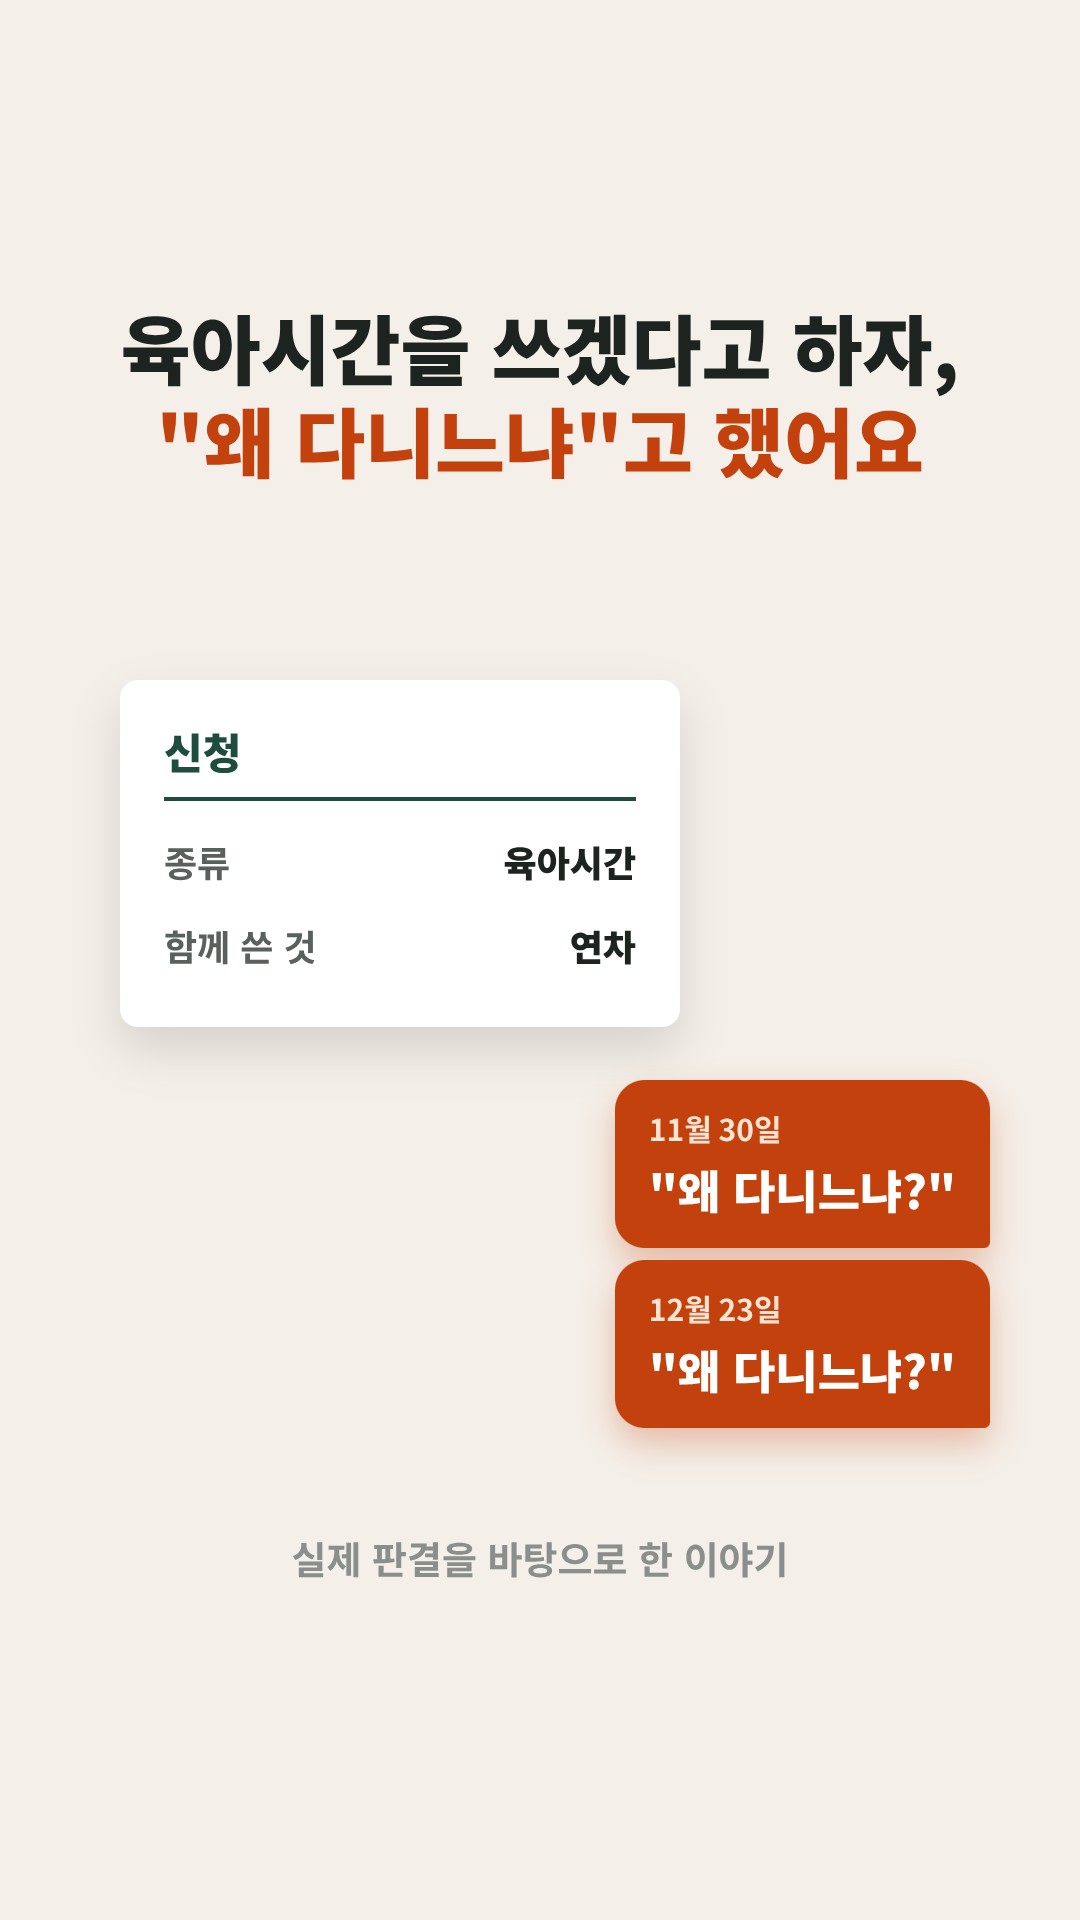 육아시간을 쓰겠다고 하자,
"왜 다니느냐"고 했어요
신청
종류 육아시간
함께 쓴 것 연차
11월 30일
"왜 다니느냐?"
12월 23일
"왜 다니느냐?"
실제 판결을 바탕으로 한 이야기